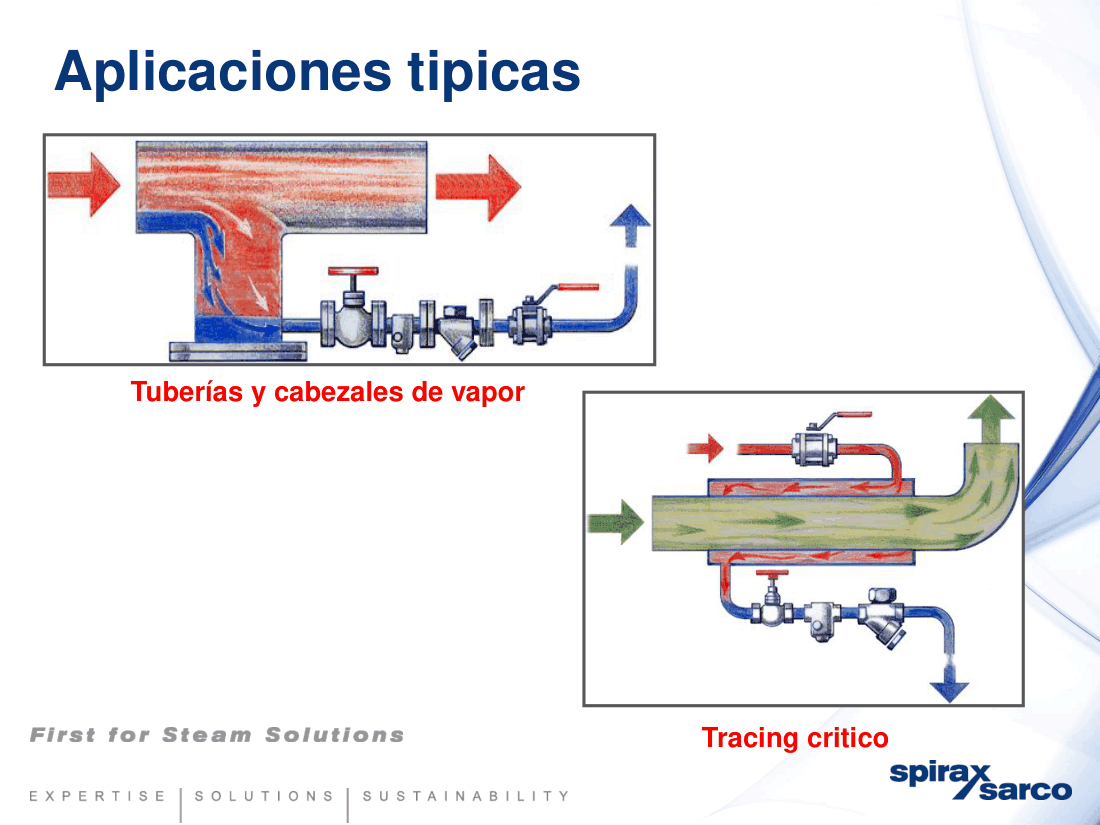 Aplicaciones tipicas
Tuberías y cabezales de vapor
Tracing critico
First for Steam Solutions
EXPERTISE | SOLUTIONS | SUSTAINABILITY
spirax
sarco